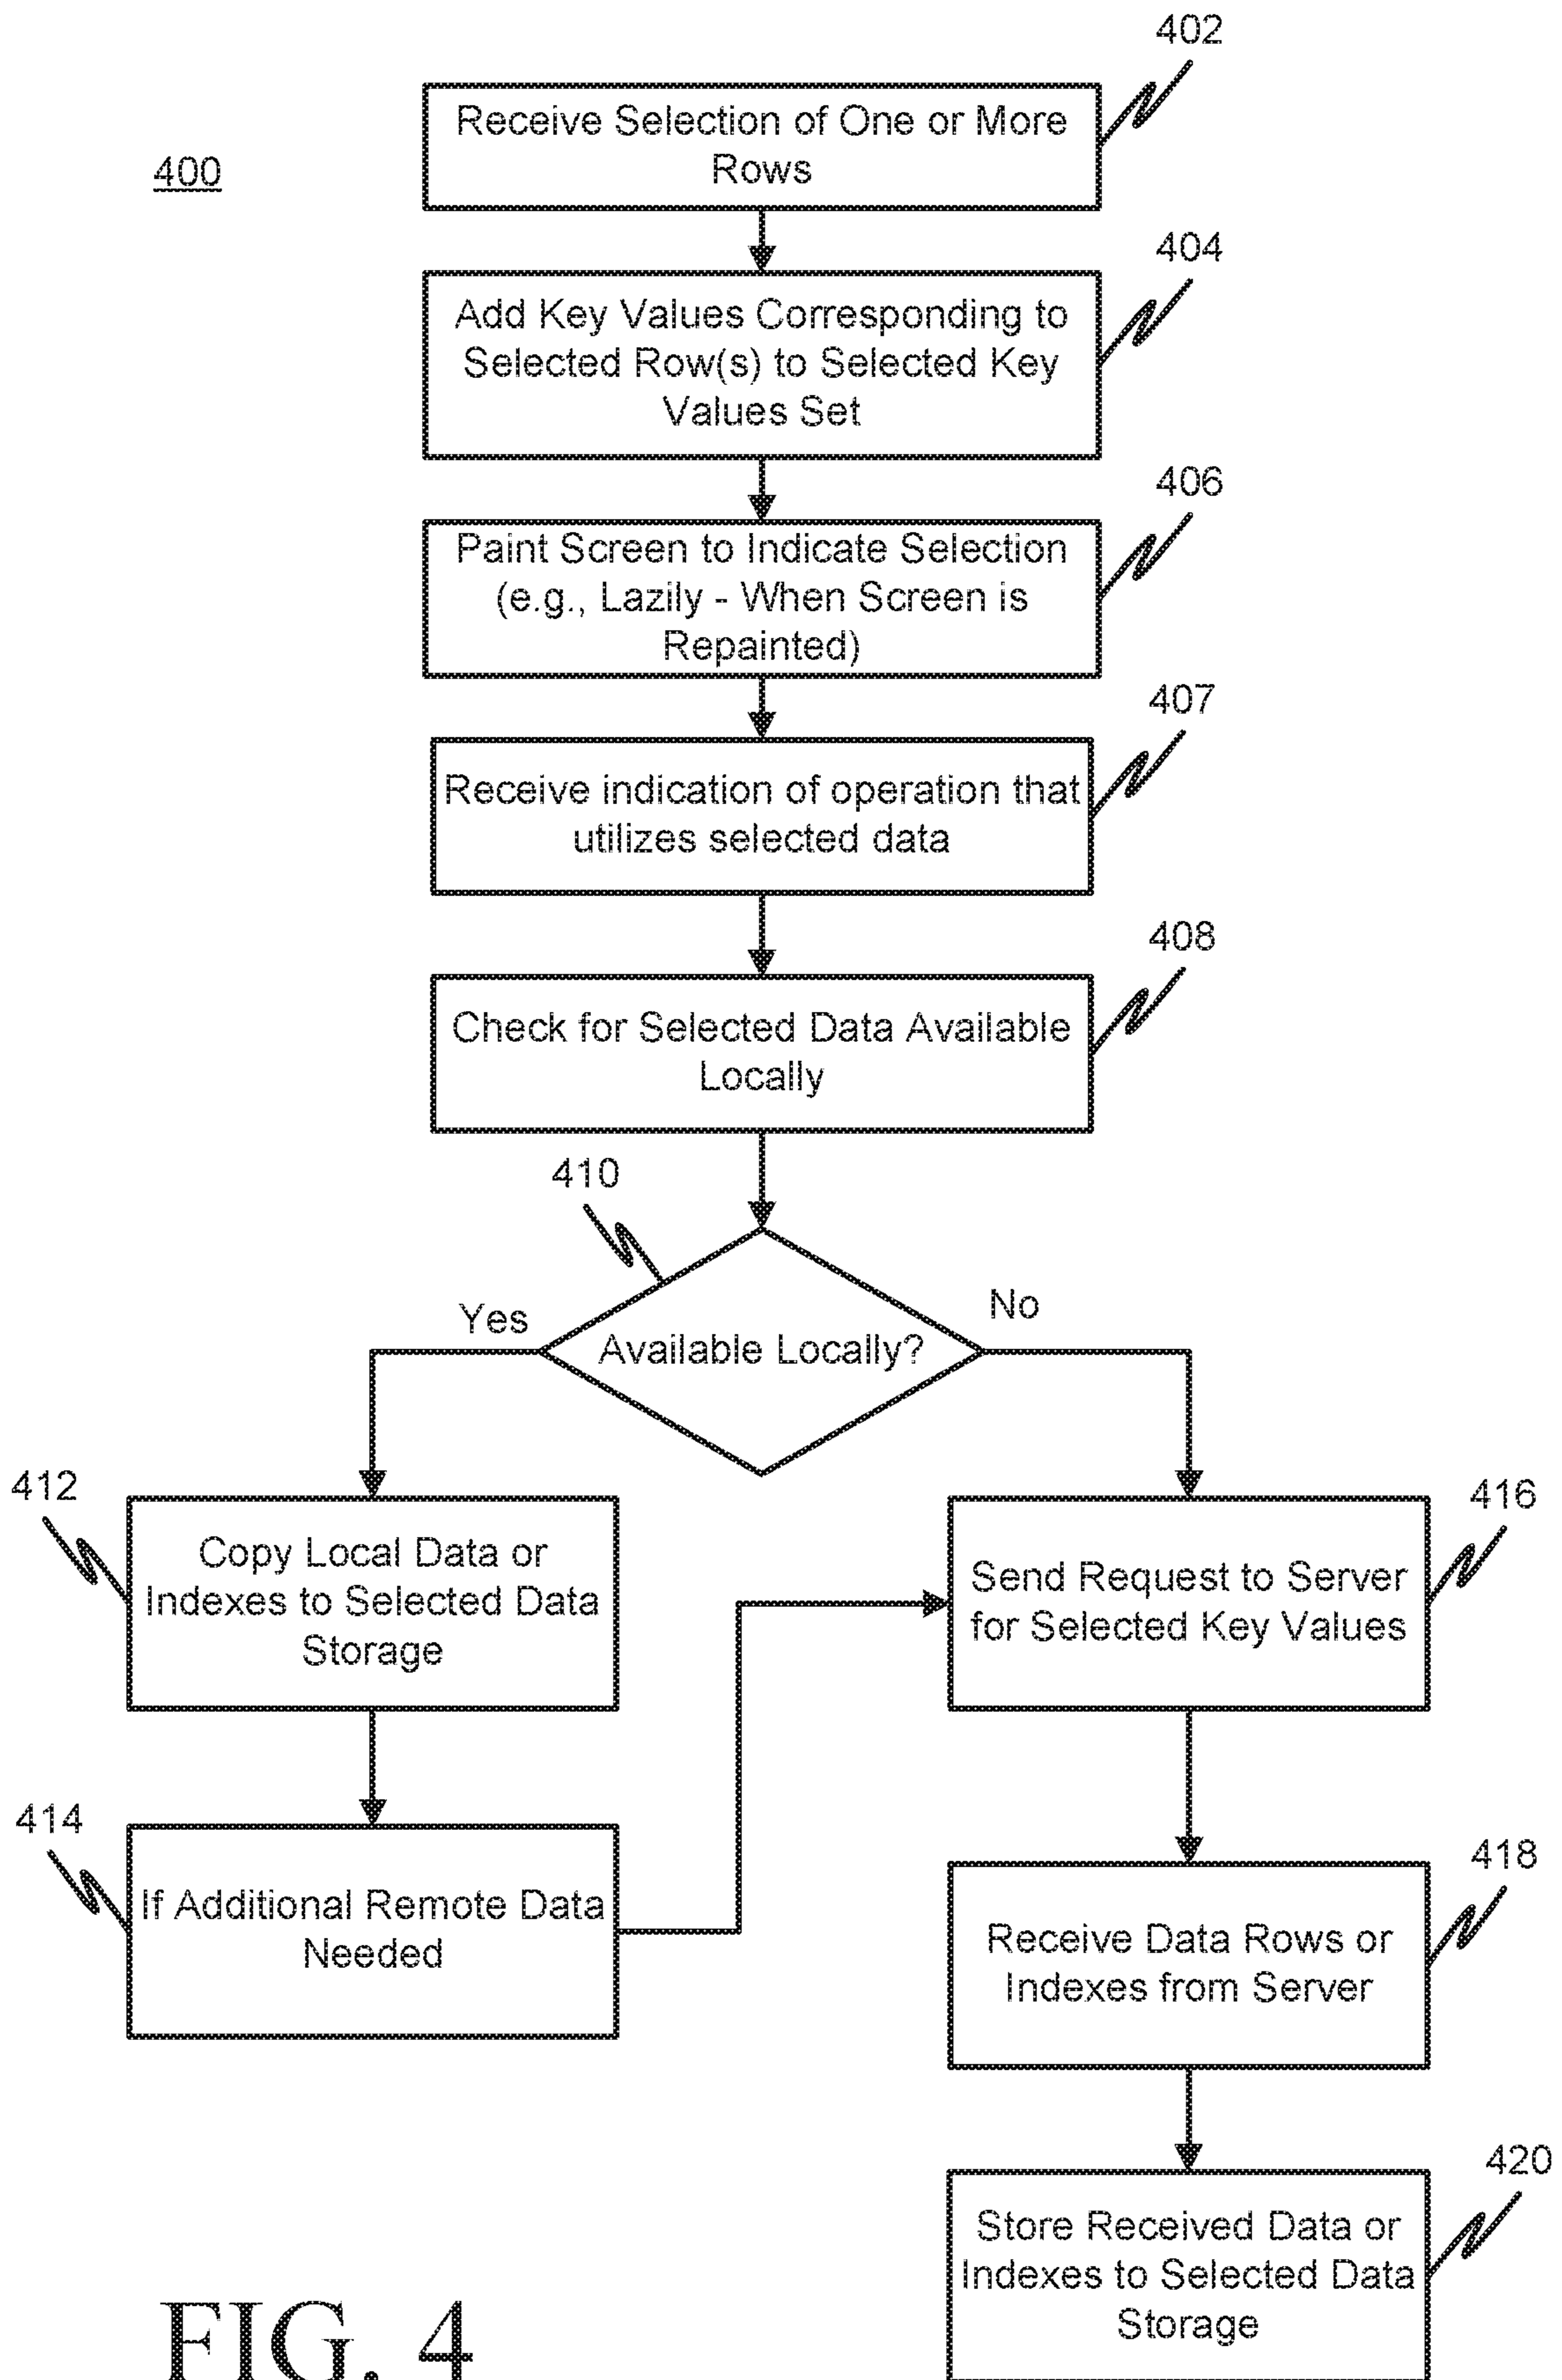 402
Receive Selection of One or More
Rows
400
404
Add Key Values Corresponding to
Selected Row(s) to Selected Key
Values Set
406
Paint Screen to Indicate Selection
(e.g., Lazily - When Screen is
Repainted)
407
Receive indication of operation that
utilizes selected data
408
Check for Selected Data Available
Locally
410
Yes
No
Available Locally?
412
Copy Local Data or
Indexes to Selected Data
Storage
416
Send Request to Server
for Selected Key Values
414
If Additional Remote Data
Needed
418
Receive Data Rows or
Indexes from Server
420
Store Received Data or
Indexes to Selected Data
Storage
FIG. 4